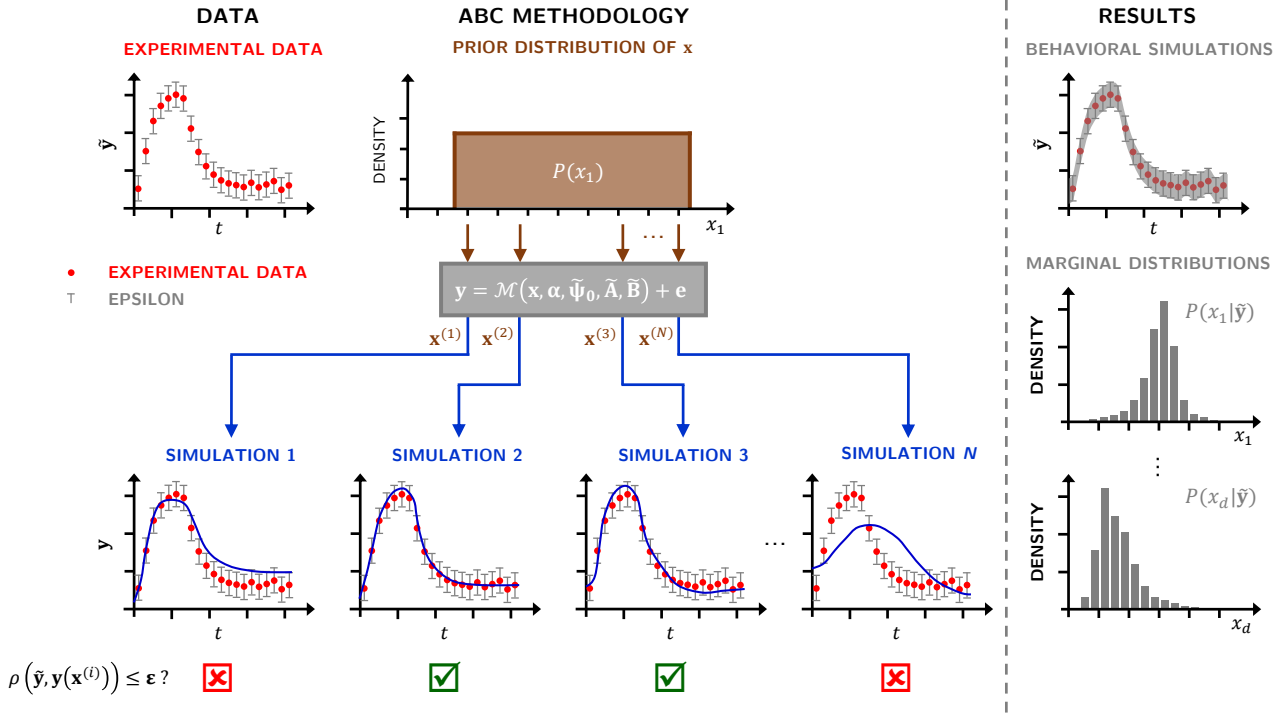 DATA
ABC METHODOLOGY
RESULTS
EXPERIMENTAL DATA
PRIOR DISTRIBUTION OF x
BEHAVIORAL SIMULATIONS
ỹ
t
DENSITY
P(x₁)
x₁
...
ỹ
t
EXPERIMENTAL DATA
EPSILON
y = ℳ(x, α, ψ̃₀, Ã, B̃) + e
x⁽¹⁾
x⁽²⁾
x⁽³⁾
x⁽ᴺ⁾
MARGINAL DISTRIBUTIONS
P(x₁|ỹ)
DENSITY
x₁
⋮
P(x_d|ỹ)
DENSITY
x_d
SIMULATION 1
SIMULATION 2
SIMULATION 3
SIMULATION N
y
t
t
t
...
t
ρ(ỹ, y(x⁽ⁱ⁾)) ≤ ε ?